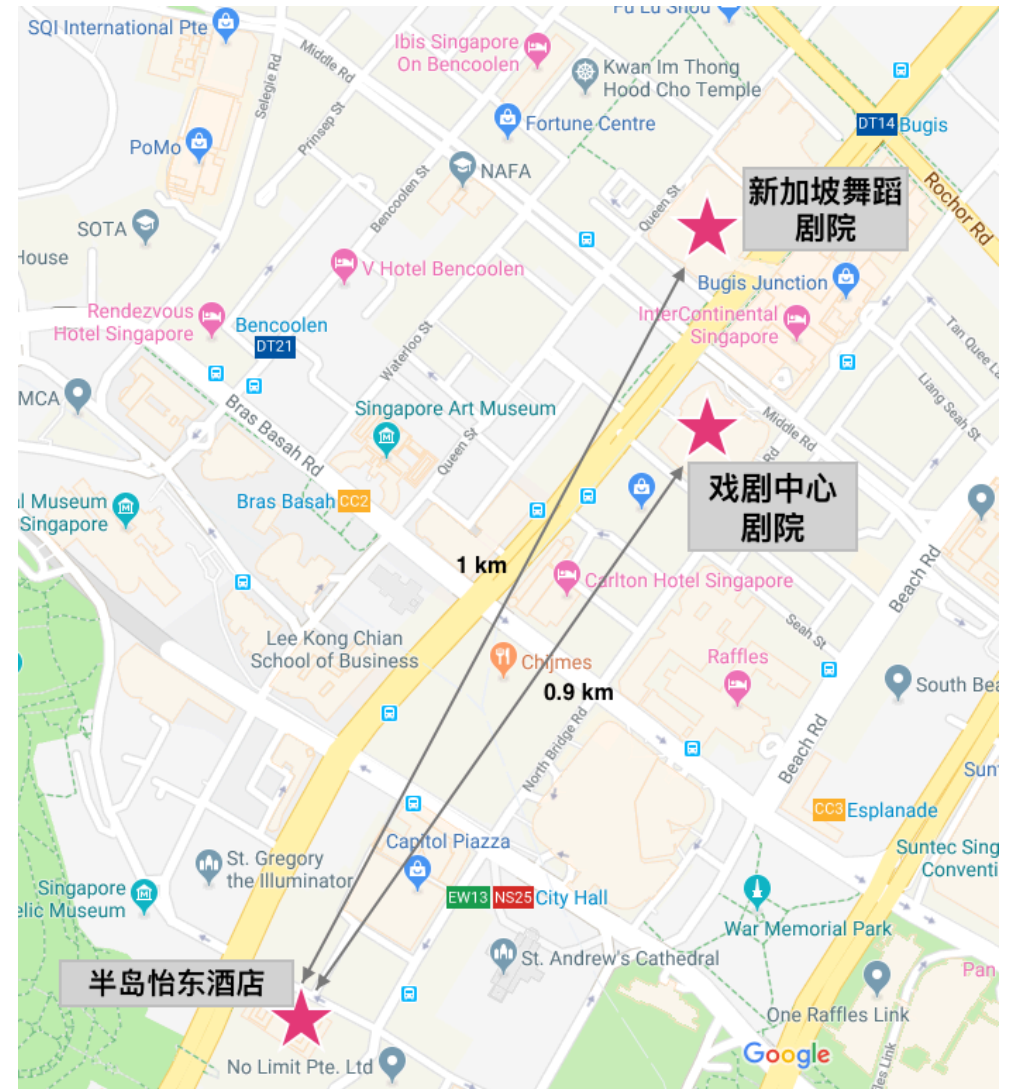 Fu Lu Shou
SQI International Pte
Ibis Singapore
On Bencoolen
Middle Rd
Selegie Rd
Kwan Im Thong
Hood Cho Temple
Prinsep St
Fortune Centre
DT14 Bugis
PoMo
NAFA
Bencoolen St
Queen St
新加坡舞蹈
剧院
Rochor Rd
SOTA
House
V Hotel Bencoolen
Bugis Junction
Rendezvous
Hotel Singapore
Bencoolen
DT21
InterContinental
Singapore
Waterloo St
Tan Quee La
Liang Seah St
MCA
Bras Basah Rd
Singapore Art Museum
Queen St
Middle Rd
Rd
戏剧中心
剧院
Bras Basah CC2
l Museum
Singapore
1 km
Carlton Hotel Singapore
Beach Rd
Seah St
Lee Kong Chian
School of Business
Chijmes
Raffles
0.9 km
South Bea
North Bridge Rd
Beach Rd
Sun
CC3 Esplanade
Capitol Piazza
Suntec Sing
Conventi
St. Gregory
the Illuminator
Singapore
elic Museum
EW13 NS25 City Hall
War Memorial Park
St. Andrew's Cathedral
Pan
半岛怡东酒店
One Raffles Link
No Limit Pte. Ltd
Google
les Link